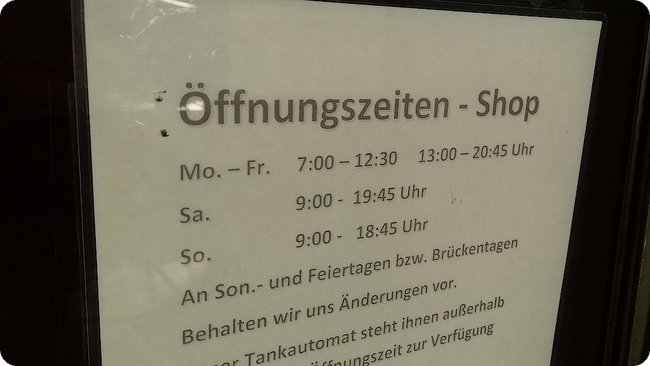 Öffnungszeiten - Shop
Mo. – Fr. 7:00 – 12:30 13:00 – 20:45 Uhr
Sa. 9:00 - 19:45 Uhr
So. 9:00 - 18:45 Uhr
An Son.- und Feiertagen bzw. Brückentagen
Behalten wir uns Änderungen vor.
Tankautomat steht ihnen außerhalb
Öffnungszeit zur Verfügung